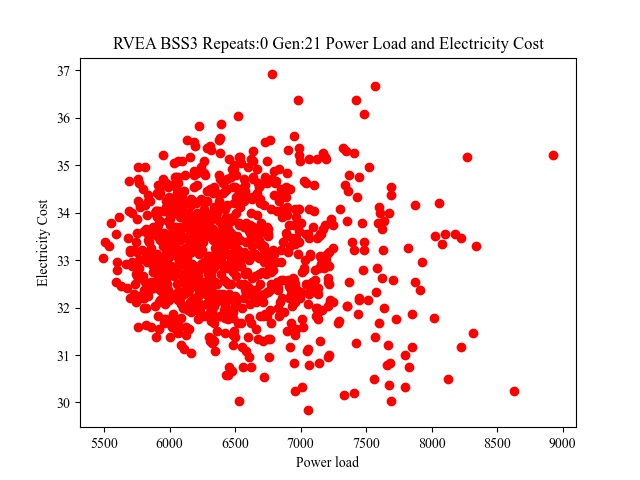 RVEA BSS3 Repeats:0 Gen:21 Power Load and Electricity Cost
37
36
35
34
33
32
31
30
Electricity Cost
5500 6000 6500 7000 7500 8000 8500 9000
Power load